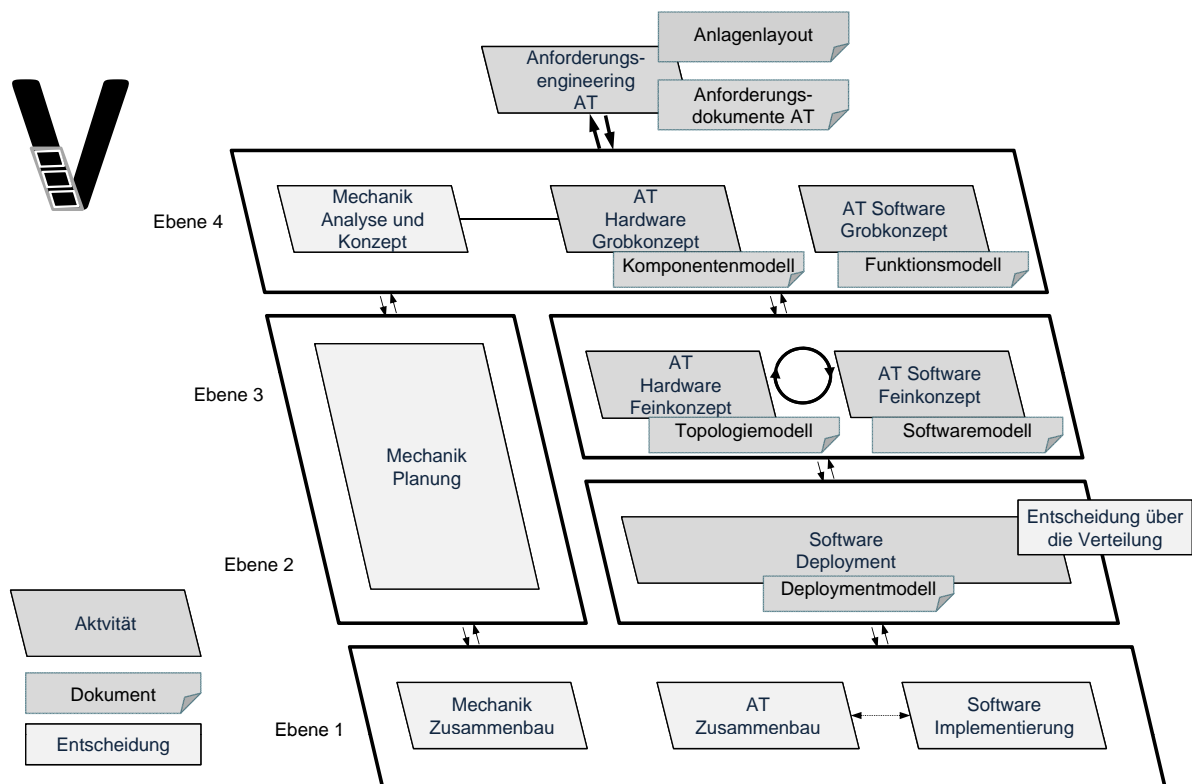 Anlagenlayout
Anforderungs-
engineering
AT
Anforderungs-
dokumente AT
Ebene 4
Mechanik
Analyse und
Konzept
AT
Hardware
Grobkonzept
Komponentenmodell
AT Software
Grobkonzept
Funktionsmodell
Ebene 3
Mechanik
Planung
AT
Hardware
Feinkonzept
Topologiemodell
AT Software
Feinkonzept
Softwaremodell
Ebene 2
Software
Deployment
Deploymentmodell
Entscheidung über
die Verteilung
Ebene 1
Mechanik
Zusammenbau
AT
Zusammenbau
Software
Implementierung
Aktvität
Dokument
Entscheidung